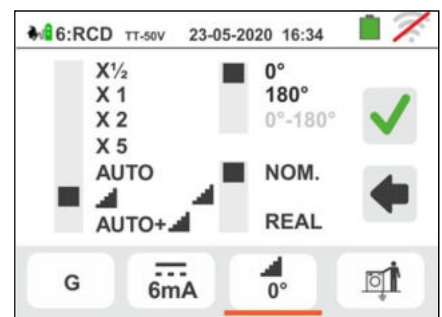 6:RCD TT-50V 23-05-2020 16:34
X½ 0°
X 1 180°
X 2 0°-180°
X 5
AUTO NOM.
AUTO+ REAL
G 6mA 0°